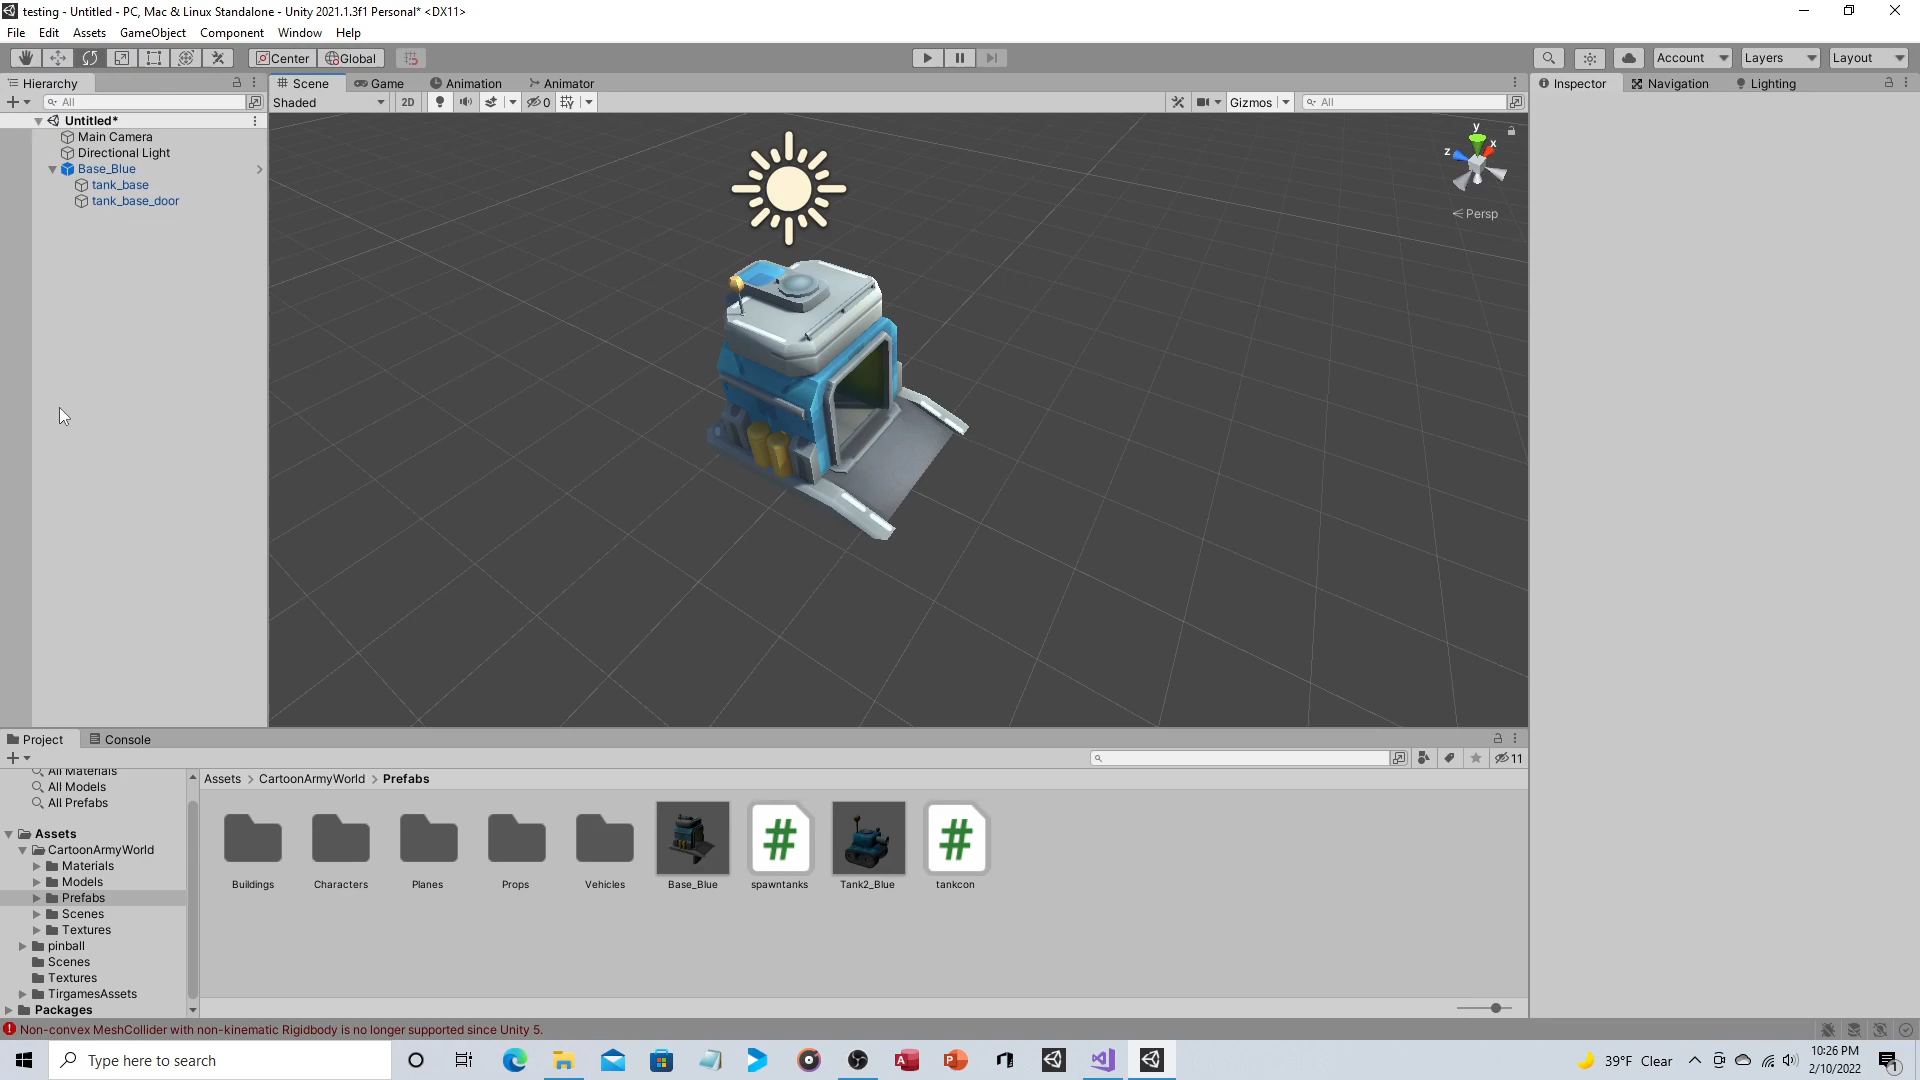 testing - Untitled - PC, Mac & Linux Standalone - Unity 2021.1.3f1 Personal* <DX11>
File Edit Assets GameObject Component Window Help
Center Global Account Layers Layout
Hierarchy Scene Game Animation Animator Inspector Navigation Lighting
All Shaded 2D 0 Gizmos All
Untitled*
Main Camera
Directional Light
Base_Blue
tank_base
tank_base_door
y
x
z
Persp
Project Console
11
All Materials
All Models
All Prefabs
Assets > CartoonArmyWorld > Prefabs
Assets
CartoonArmyWorld
Materials
Models
Prefabs
Scenes
Textures
pinball
Scenes
Textures
TirgamesAssets
Packages
Buildings Characters Planes Props Vehicles Base_Blue spawntanks Tank2_Blue tankcon
Non-convex MeshCollider with non-kinematic Rigidbody is no longer supported since Unity 5.
Type here to search
39°F Clear
10:26 PM
2/10/2022
1